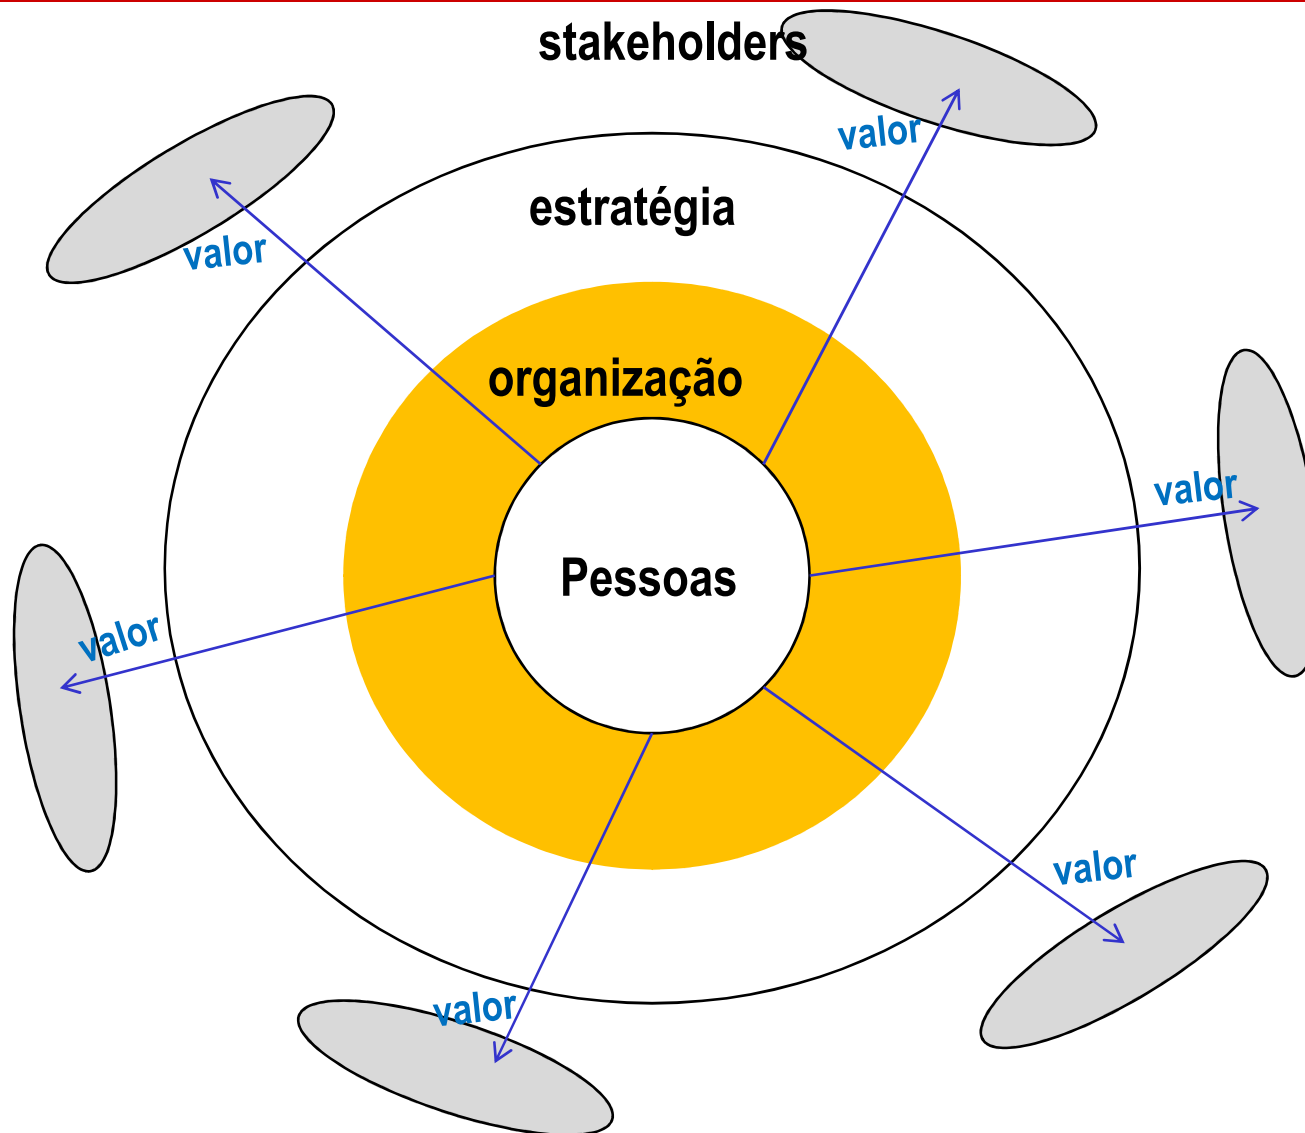 stakeholders
valor
estratégia
valor
organização
valor
Pessoas
valor
valor
valor